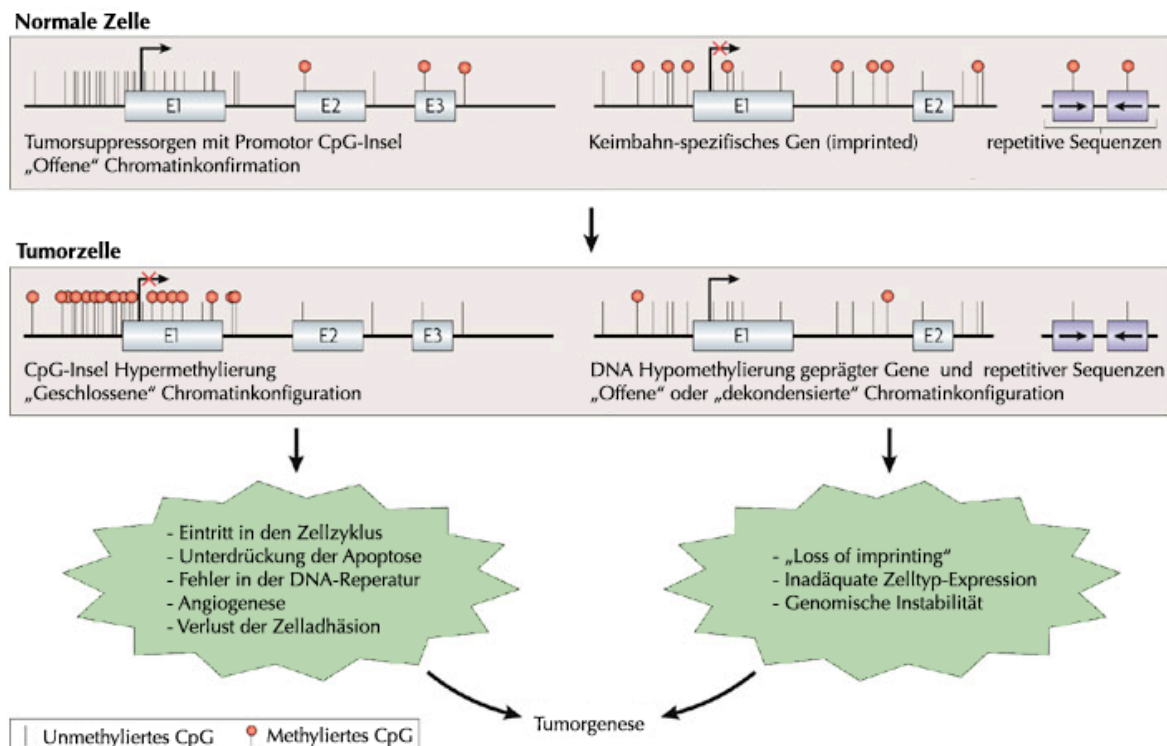 Normale Zelle
E1
E2
E3
E1
E2
Tumorsuppressorgen mit Promotor CpG-Insel
„Offene“ Chromatinkonfirmation
Keimbahn-spezifisches Gen (imprinted)
repetitive Sequenzen
Tumorzelle
E1
E2
E3
E1
E2
CpG-Insel Hypermethylierung
„Geschlossene“ Chromatinkonfiguration
DNA Hypomethylierung geprägter Gene und repetitiver Sequenzen
„Offene“ oder „dekondensierte“ Chromatinkonfiguration
- Eintritt in den Zellzyklus
- Unterdrückung der Apoptose
- Fehler in der DNA-Reperatur
- Angiogenese
- Verlust der Zelladhäsion
- „Loss of imprinting“
- Inadäquate Zelltyp-Expression
- Genomische Instabilität
Tumorgenese
Unmethyliertes CpG
Methyliertes CpG